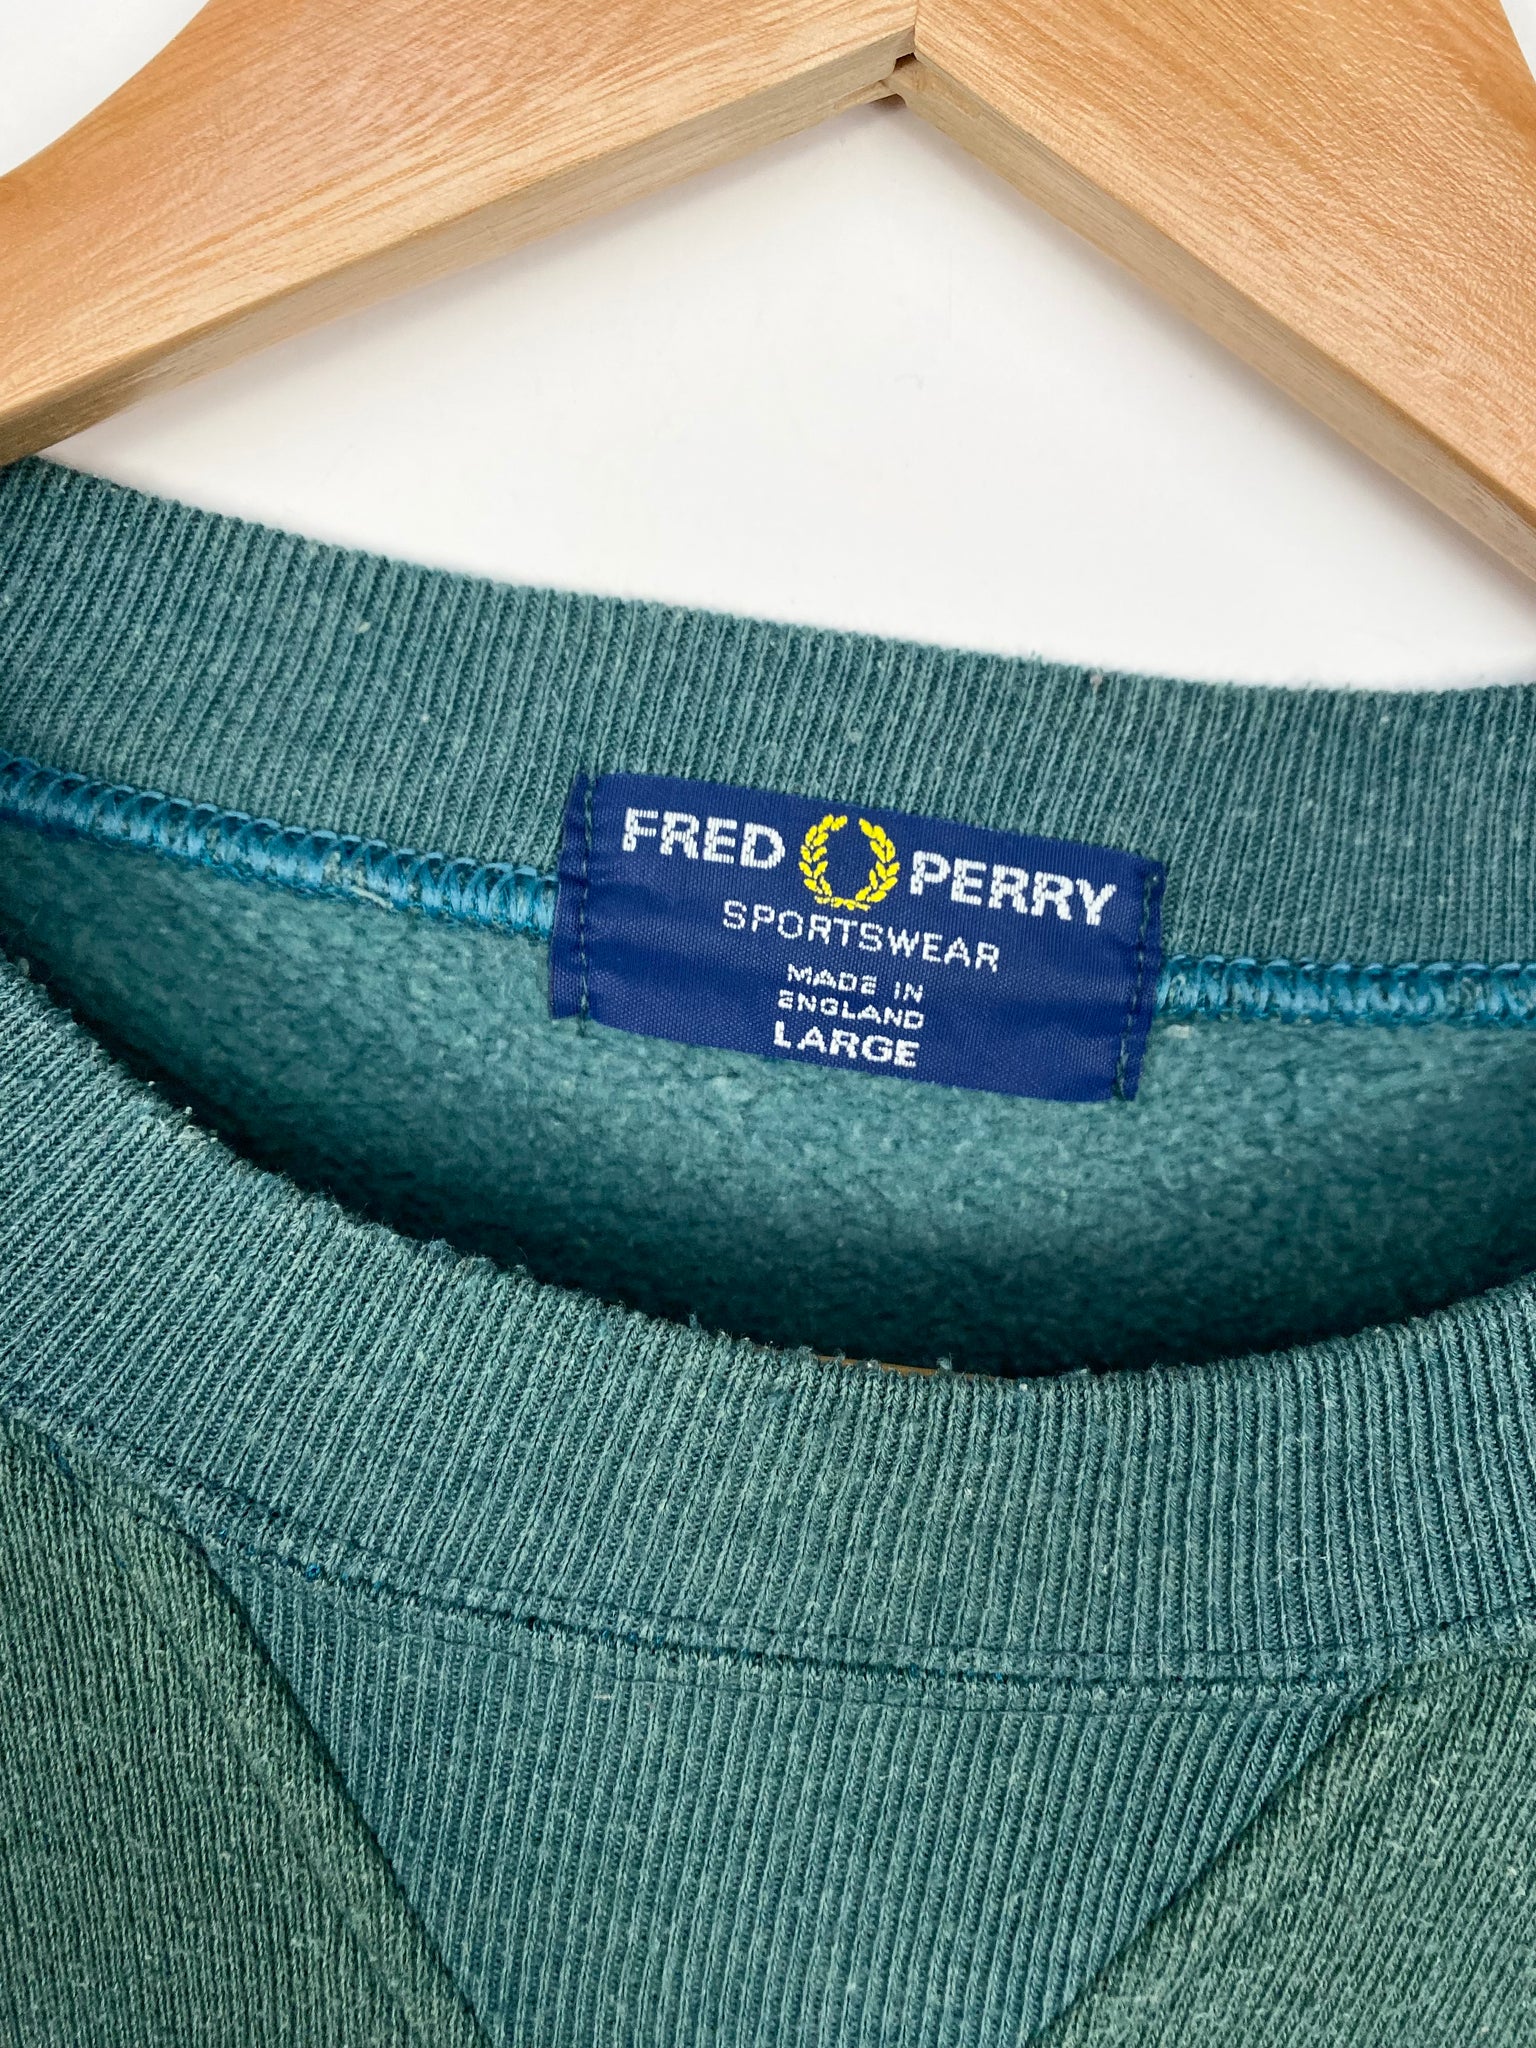 FRED PERRY
SPORTSWEAR
MADE IN
ENGLAND
LARGE